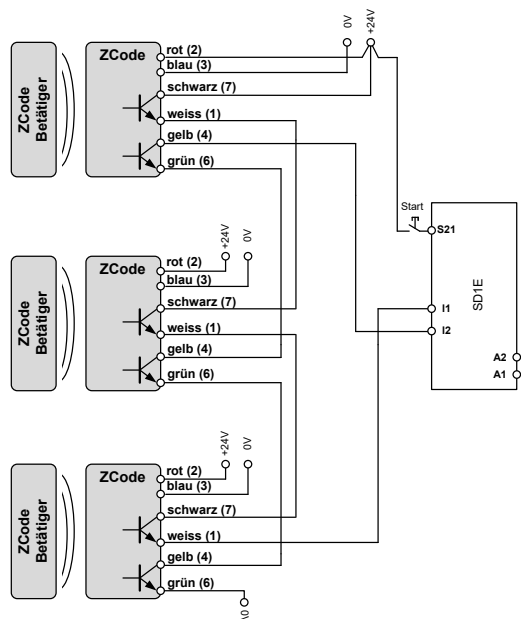 ZCode
Betätiger
ZCode
rot (2)
blau (3)
schwarz (7)
weiss (1)
gelb (4)
grün (6)
0V
+24V
Start
S21
I1
I2
SD1E
A2
A1
ZCode
Betätiger
ZCode
rot (2)
blau (3)
schwarz (7)
weiss (1)
gelb (4)
grün (6)
+24V
0V
ZCode
Betätiger
ZCode
rot (2)
blau (3)
schwarz (7)
weiss (1)
gelb (4)
grün (6)
+24V
0V